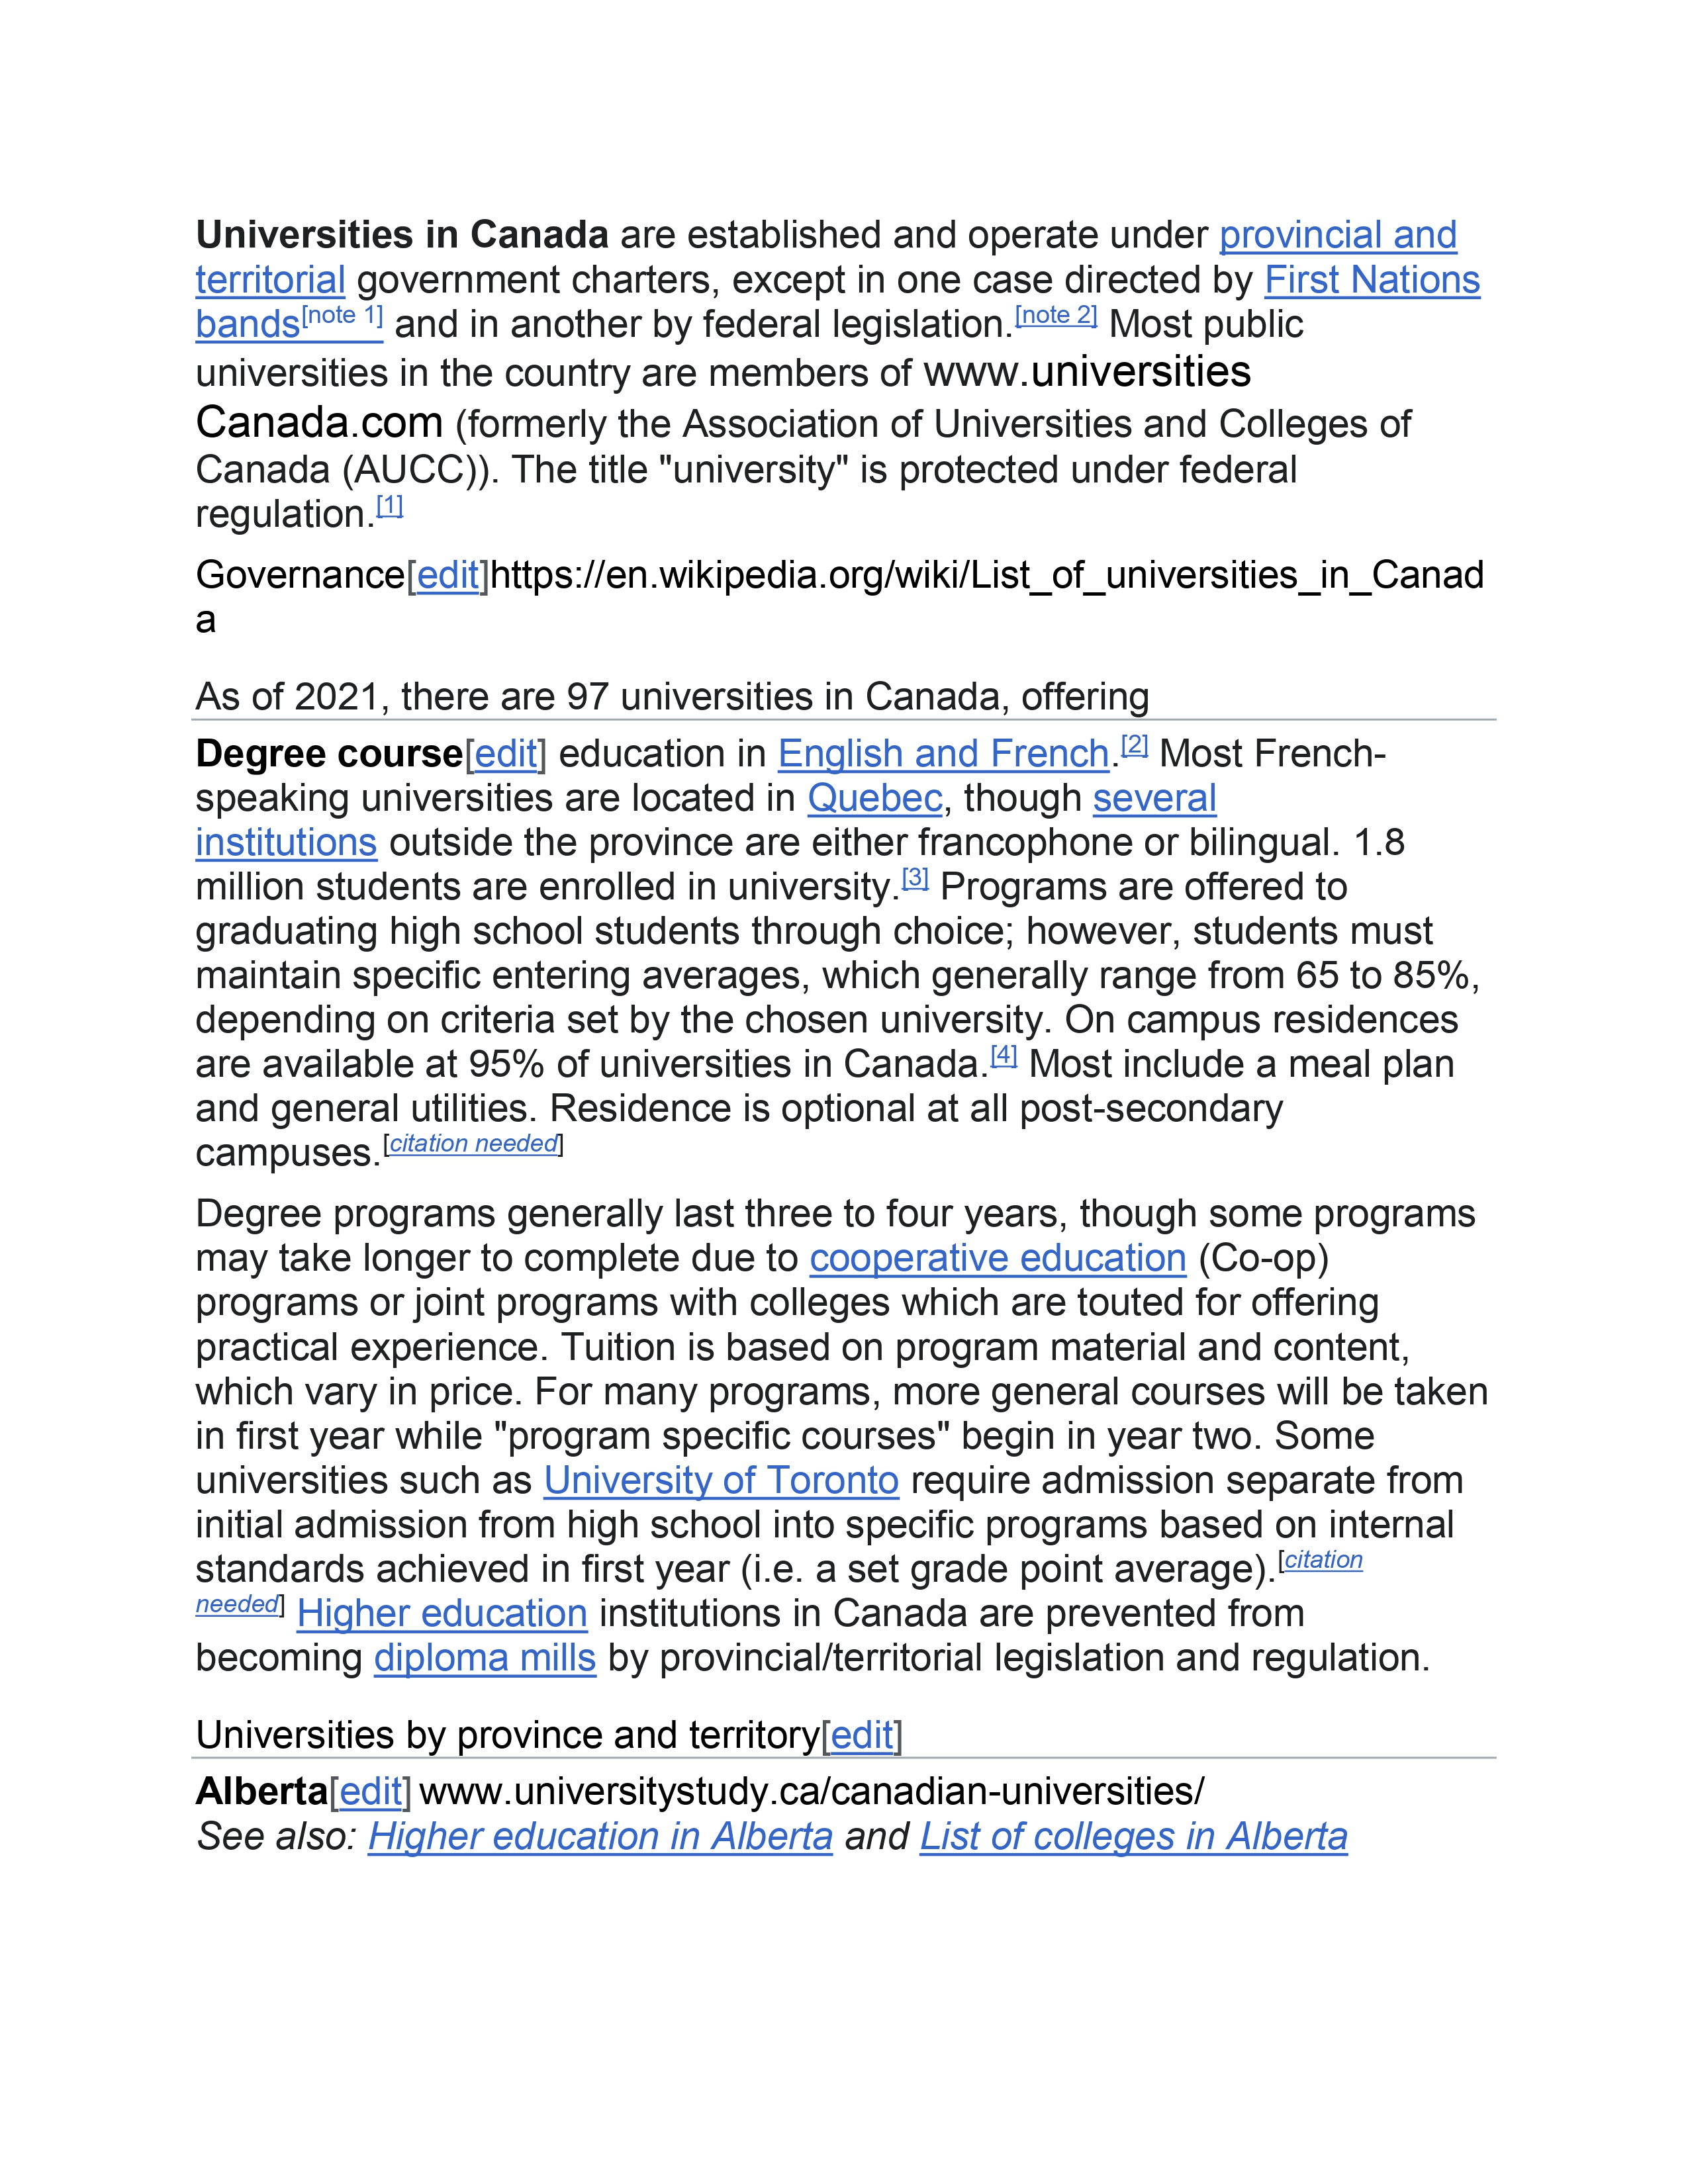 Universities in Canada are established and operate under provincial and
territorial government charters, except in one case directed by First Nations
bands[note 1] and in another by federal legislation.[note 2] Most public
universities in the country are members of www.universities
Canada.com (formerly the Association of Universities and Colleges of
Canada (AUCC)). The title "university" is protected under federal
regulation.[1]
Governance[edit]https://en.wikipedia.org/wiki/List_of_universities_in_Canad
a
As of 2021, there are 97 universities in Canada, offering
Degree course[edit] education in English and French.[2] Most French-
speaking universities are located in Quebec, though several
institutions outside the province are either francophone or bilingual. 1.8
million students are enrolled in university.[3] Programs are offered to
graduating high school students through choice; however, students must
maintain specific entering averages, which generally range from 65 to 85%,
depending on criteria set by the chosen university. On campus residences
are available at 95% of universities in Canada.[4] Most include a meal plan
and general utilities. Residence is optional at all post-secondary
campuses.[citation needed]
Degree programs generally last three to four years, though some programs
may take longer to complete due to cooperative education (Co-op)
programs or joint programs with colleges which are touted for offering
practical experience. Tuition is based on program material and content,
which vary in price. For many programs, more general courses will be taken
in first year while "program specific courses" begin in year two. Some
universities such as University of Toronto require admission separate from
initial admission from high school into specific programs based on internal
standards achieved in first year (i.e. a set grade point average).[citation
needed] Higher education institutions in Canada are prevented from
becoming diploma mills by provincial/territorial legislation and regulation.
Universities by province and territory[edit]
Alberta[edit] www.universitystudy.ca/canadian-universities/
See also: Higher education in Alberta and List of colleges in Alberta